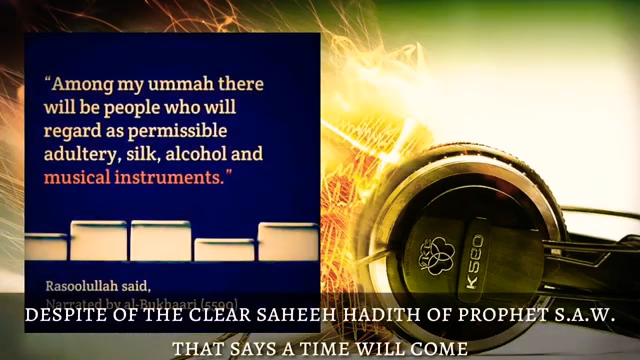 “Among my ummah there
will be people who will
regard as permissible
adultery, silk, alcohol and
musical instruments.”
Rasoolullah said,
Narrated by al-Bukhaari (5590)
DESPITE OF THE CLEAR SAHEEH HADITH OF PROPHET S.A.W.
THAT SAYS A TIME WILL COME
AKG